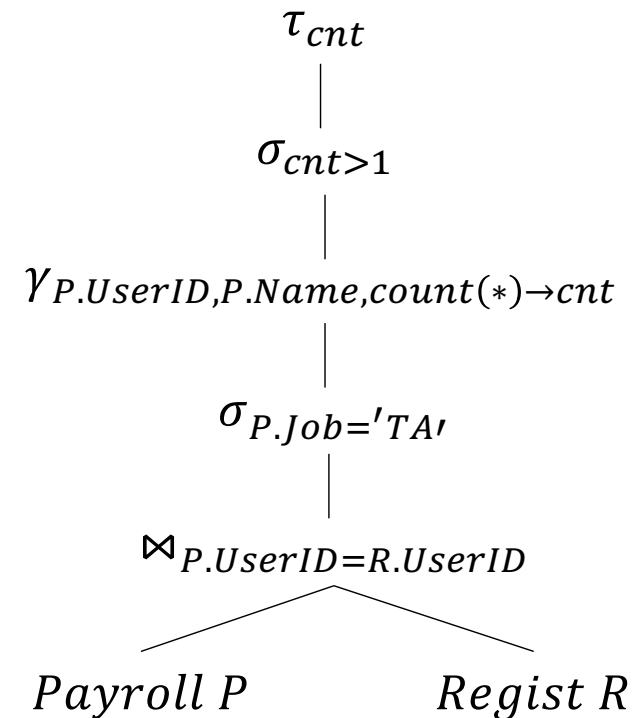 τ_cnt
σ_cnt>1
γ_P.UserID,P.Name,count(*)→cnt
σ_P.Job='TA'
⋈_P.UserID=R.UserID
Payroll P Regist R